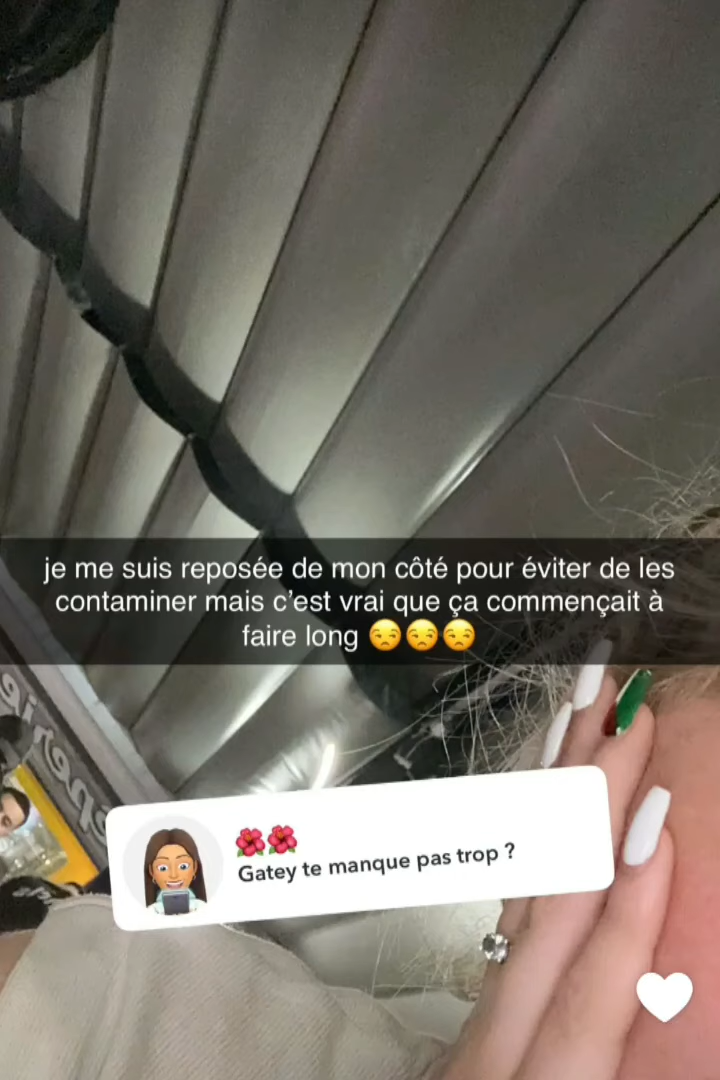 je me suis reposée de mon côté pour éviter de les
contaminer mais c’est vrai que ça commençait à
faire long 😒😒😒
🌺🌺
Gatey te manque pas trop ?